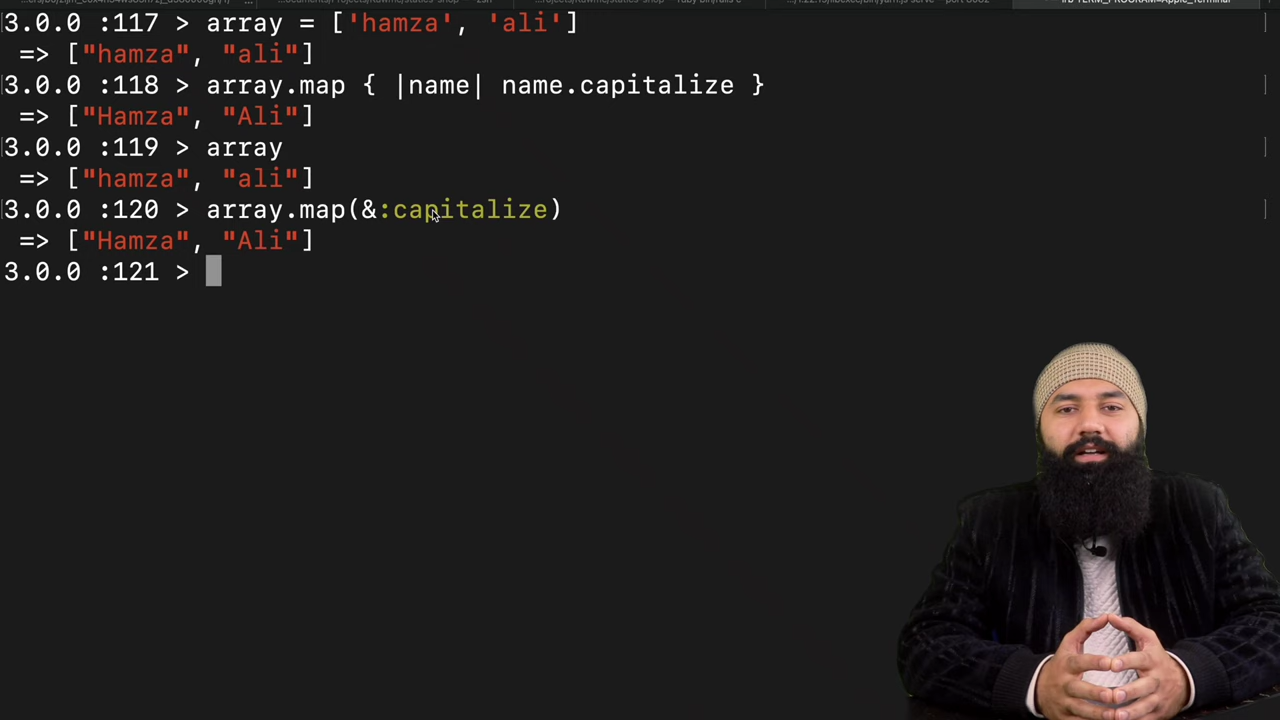 3.0.0 :117 > array = ['hamza', 'ali']
=> ["hamza", "ali"]
3.0.0 :118 > array.map { |name| name.capitalize }
=> ["Hamza", "Ali"]
3.0.0 :119 > array
=> ["hamza", "ali"]
3.0.0 :120 > array.map(&:capitalize)
=> ["Hamza", "Ali"]
3.0.0 :121 >